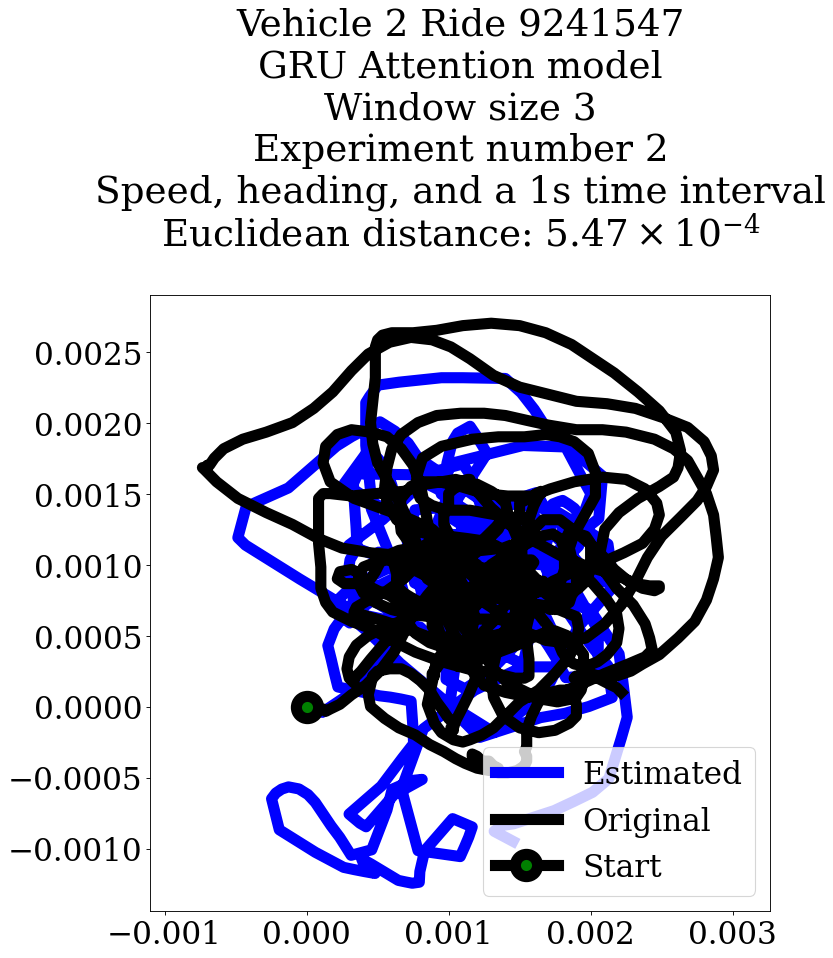 Vehicle 2 Ride 9241547
GRU Attention model
Window size 3
Experiment number 2
Speed, heading, and a 1s time interval
Euclidean distance: 5.47 × 10⁻⁴
0.0025
0.0020
0.0015
0.0010
0.0005
0.0000
−0.0005
−0.0010
Estimated
Original
Start
−0.001 0.000 0.001 0.002 0.003